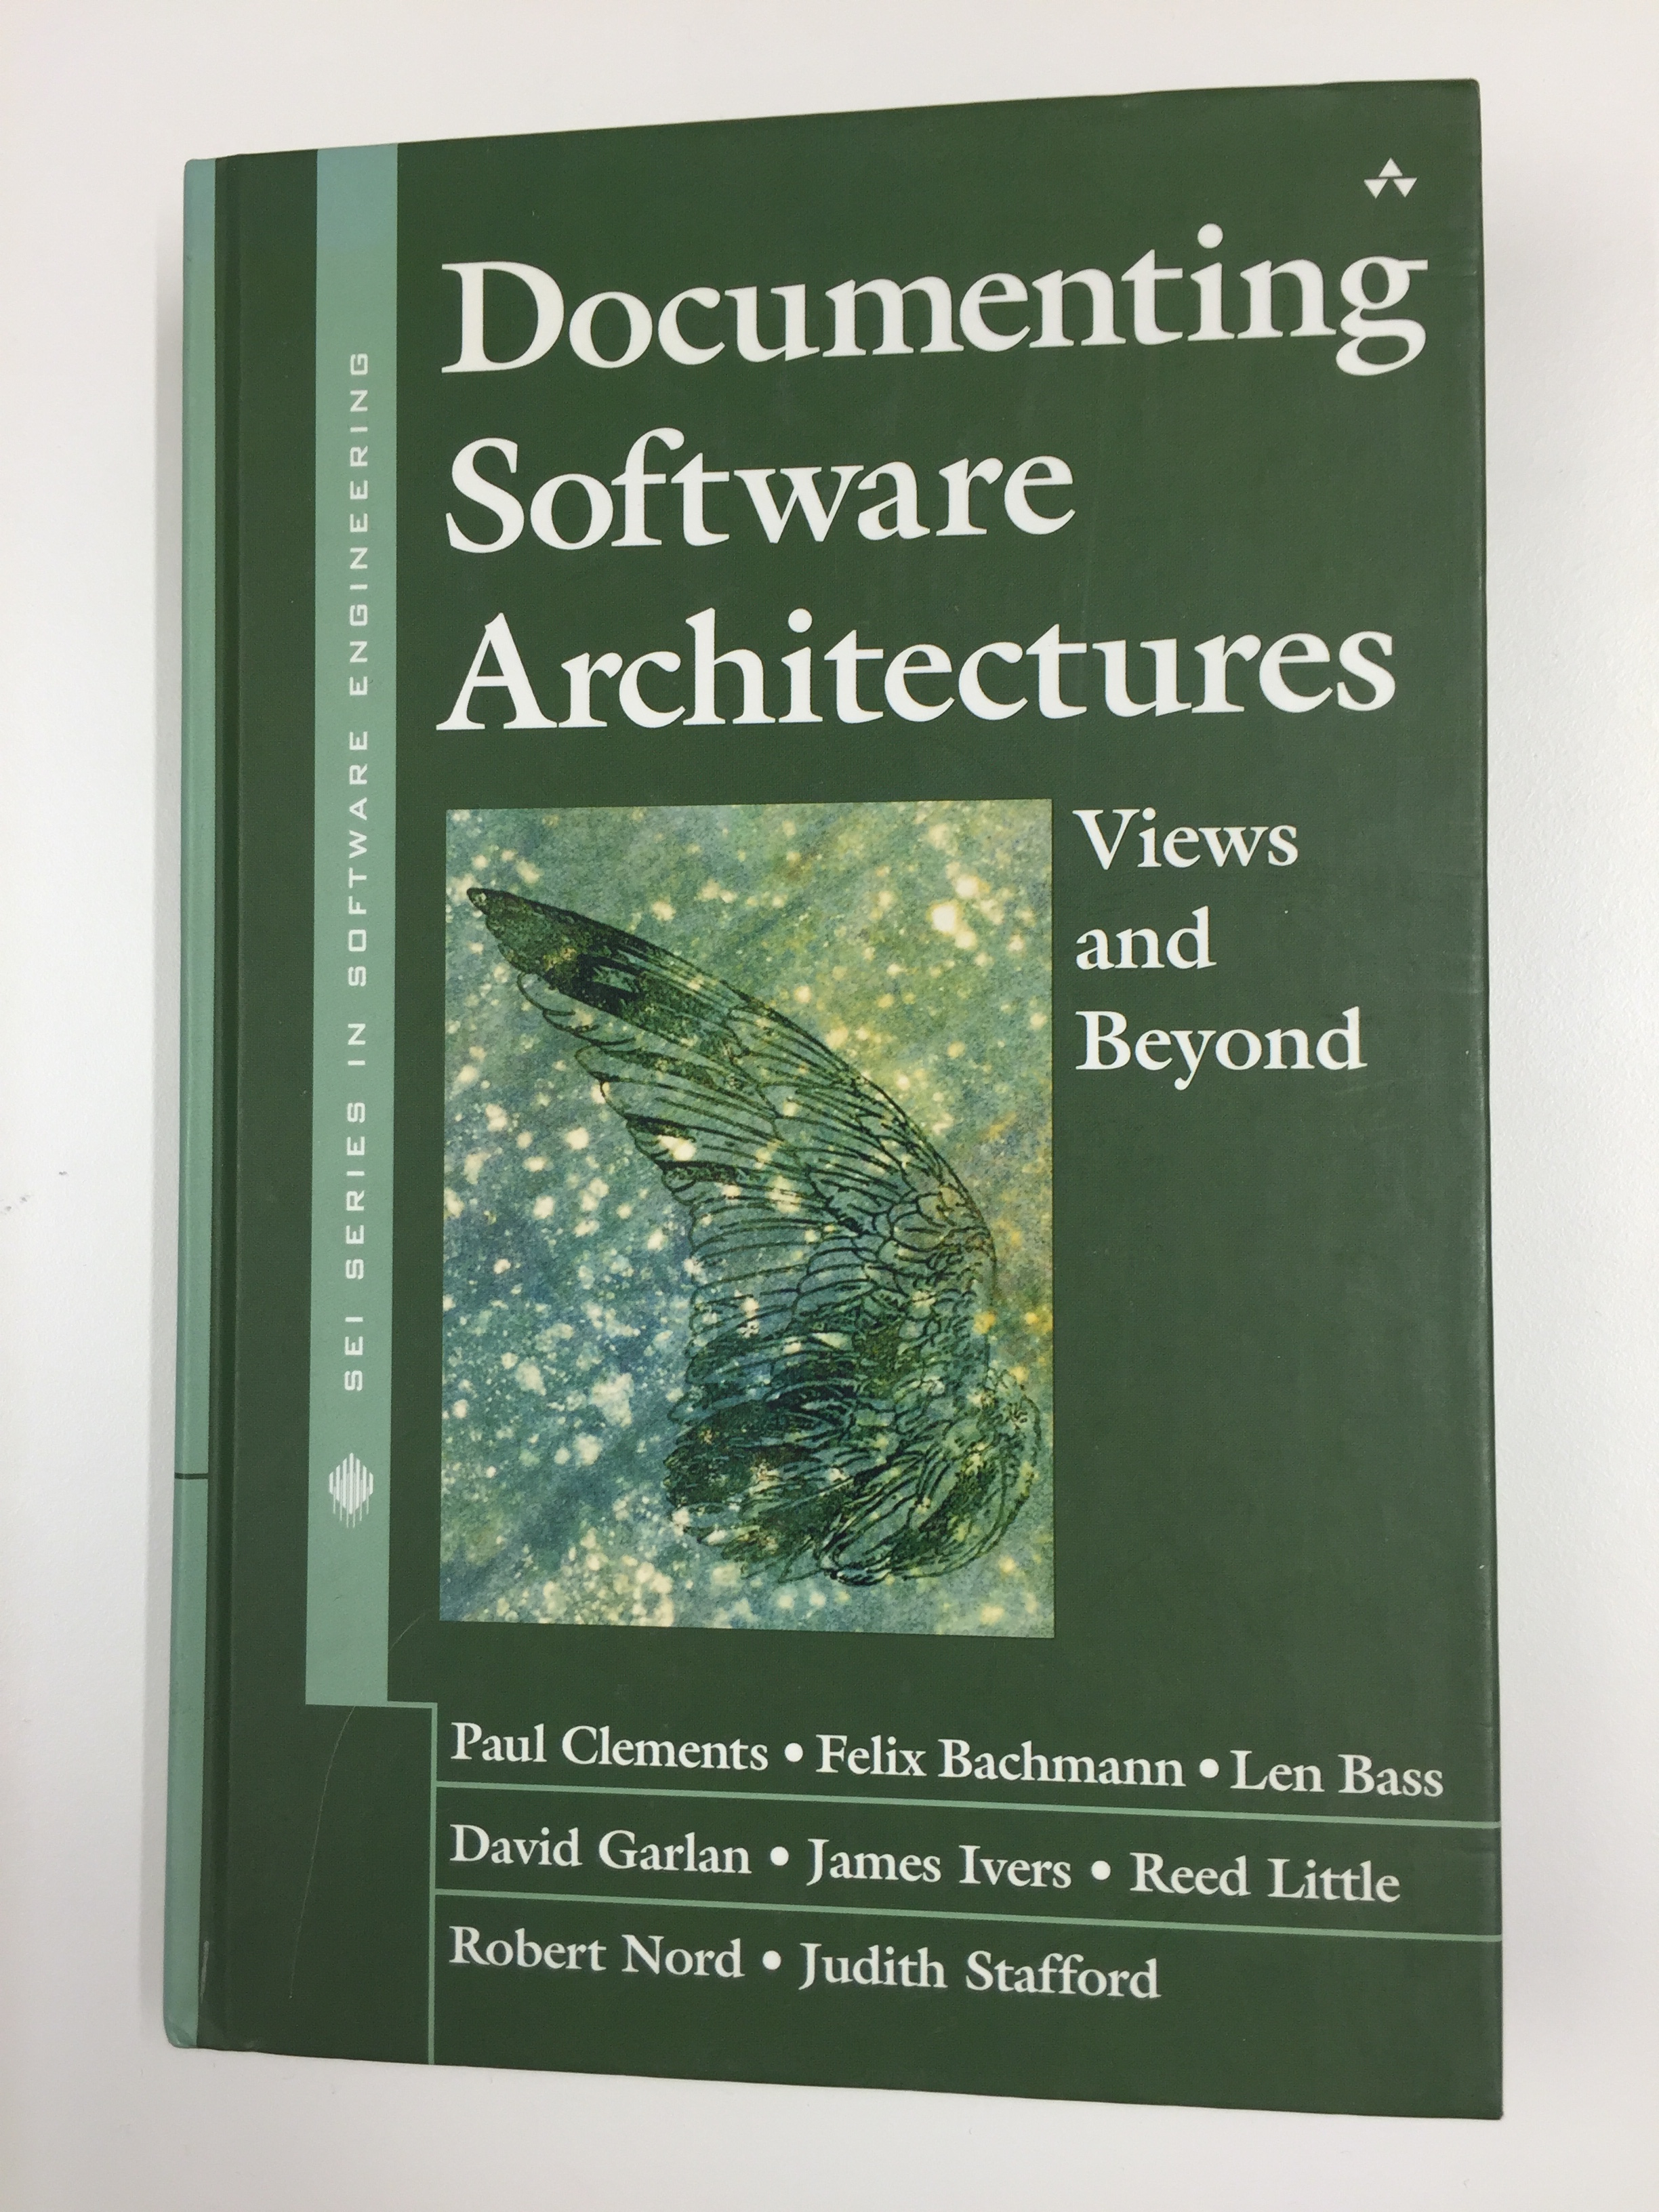 Documenting
Software
Architectures
Views
and
Beyond
SEI SERIES IN SOFTWARE ENGINEERING
Paul Clements • Felix Bachmann • Len Bass
David Garlan • James Ivers • Reed Little
Robert Nord • Judith Stafford